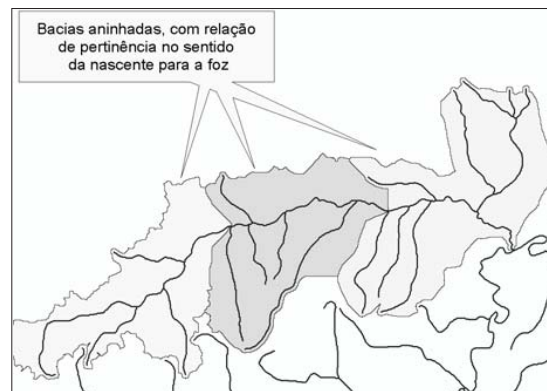 Bacias aninhadas, com relação
de pertinência no sentido
da nascente para a foz